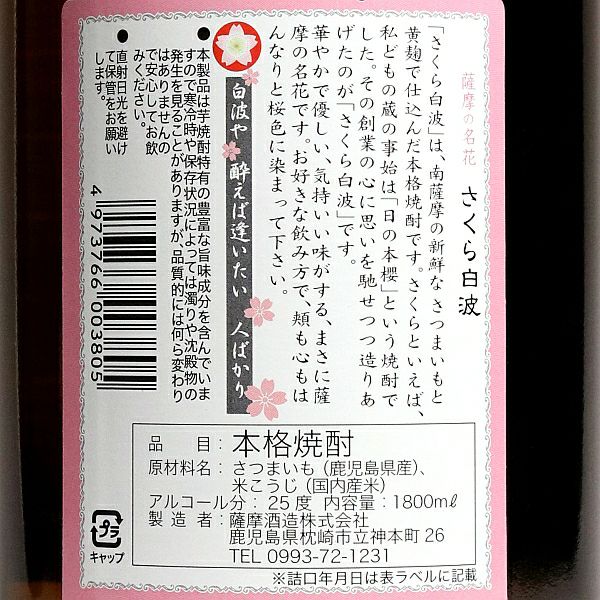 薩摩の名花
さくら白波
「さくら白波」は、南薩摩の新鮮なさつまいもと
黄麹で仕込んだ本格焼酎です。さくらといえば、
私どもの蔵の事始は「日の本櫻」という焼酎で
した。その創業の心に思いを馳せつつ造りあ
げたのが「さくら白波」です。
華やかで優しい、気持いい味がする、まさに薩
摩の名花です。お好きな飲み方で、頬も心もは
んなりと桜色に染まって下さい。
白波や 酔えば逢いたい 人ばかり
●本製品は芋焼酎特有の豊富な旨味成分を含んでいま
すので寒冷時や保存状況によっては濁りや沈殿物の
発生を見ることがありますが、品質的には何ら変わり
はありませんの
で安心してお飲
みください。
●直射日光を避け
て保管をお願い
します。
4 973766 003805
品目：本格焼酎
原材料名：さつまいも（鹿児島県産）、
米こうじ（国内産米）
アルコール分：25度 内容量：1800mℓ
製造者：薩摩酒造株式会社
鹿児島県枕崎市立神本町26
TEL 0993-72-1231
※詰口年月日は表ラベルに記載
プラ
キャップ